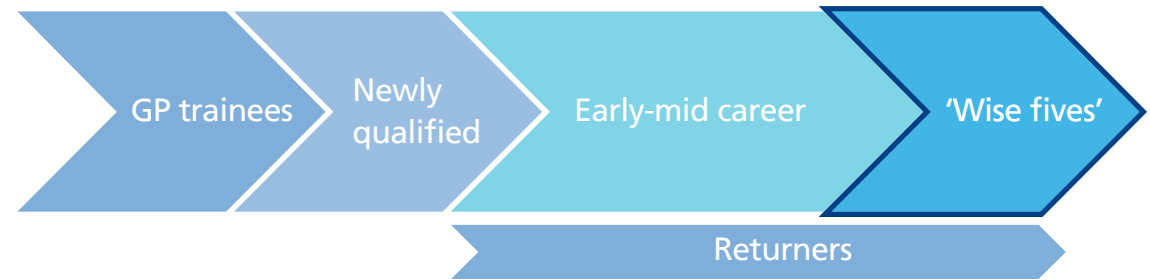 GP trainees
Newly
qualified
Early-mid career
‘Wise fives’
Returners